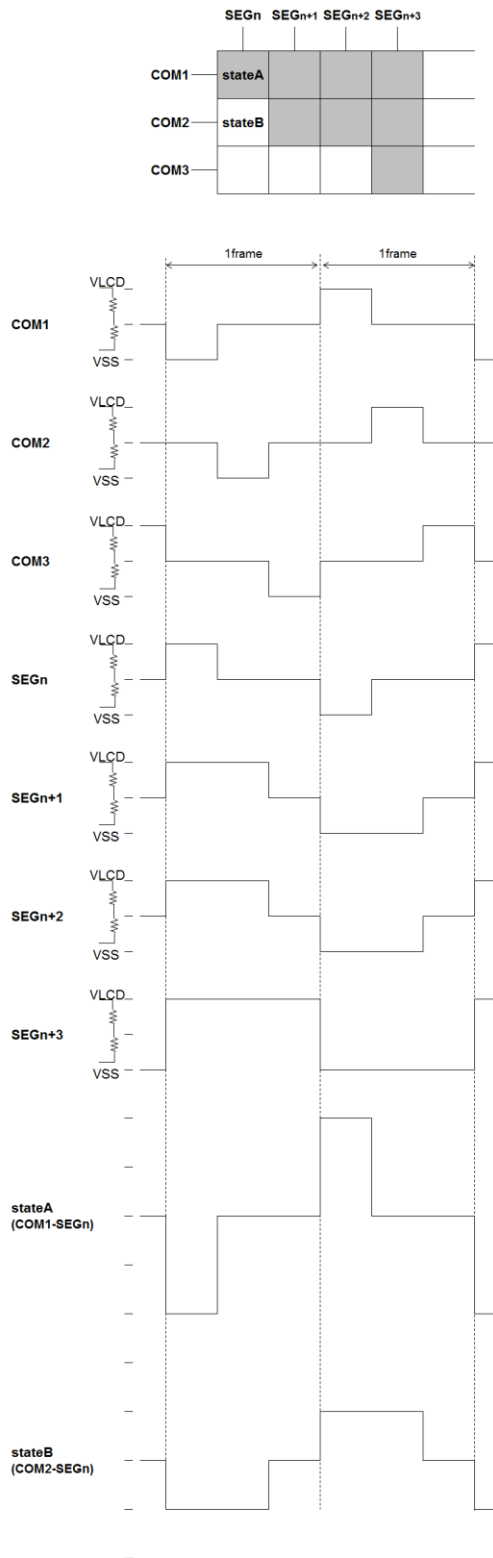 SEGn SEGn+1 SEGn+2 SEGn+3
COM1 stateA
COM2 stateB
COM3
1frame 1frame
VLCD
COM1
VSS
VLCD
COM2
VSS
VLCD
COM3
VSS
VLCD
SEGn
VSS
VLCD
SEGn+1
VSS
VLCD
SEGn+2
VSS
VLCD
SEGn+3
VSS
stateA
(COM1-SEGn)
stateB
(COM2-SEGn)